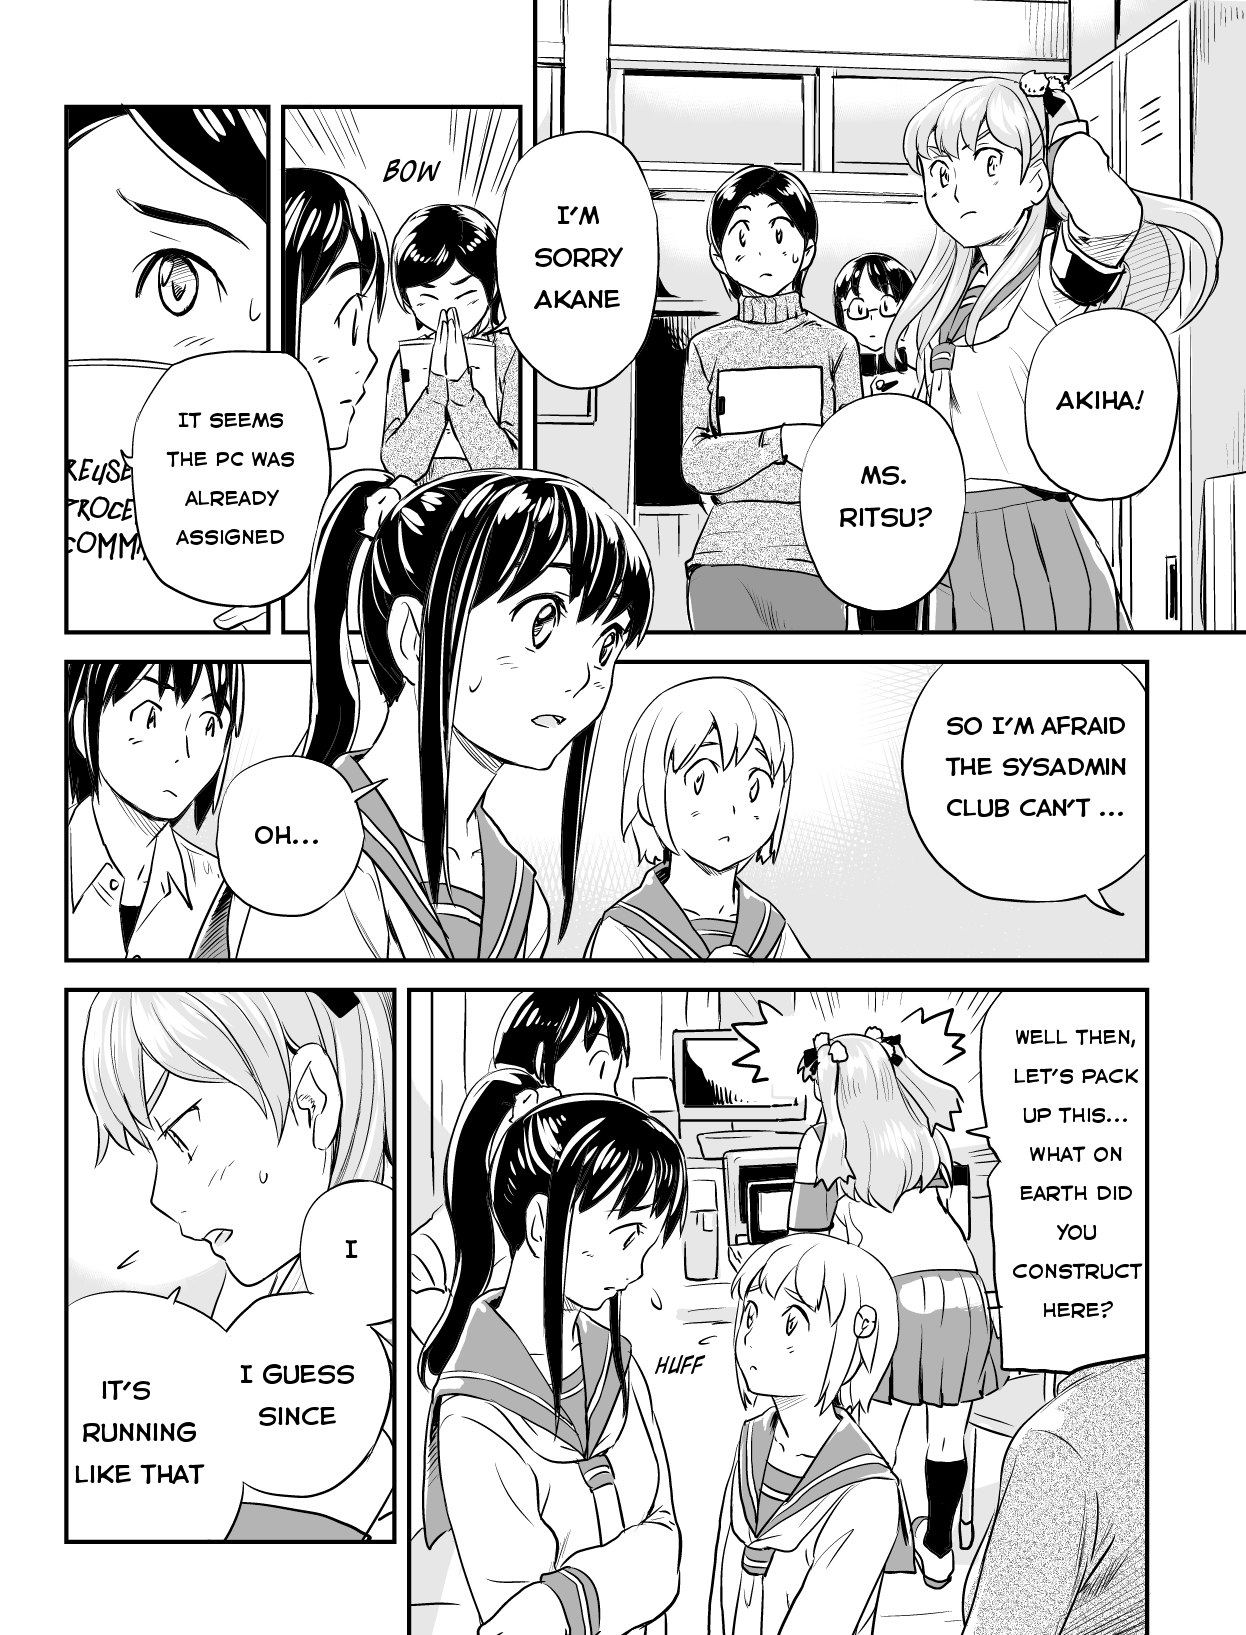 AKIHA!
MS.
RITSU?
I'M
SORRY
AKANE
BOW
IT SEEMS
THE PC WAS
ALREADY
ASSIGNED
REUSE
PROCE
COMMI
SO I'M AFRAID
THE SYSADMIN
CLUB CAN'T ...
OH...
WELL THEN,
LET'S PACK
UP THIS...
WHAT ON
EARTH DID
YOU
CONSTRUCT
HERE?
HUFF
I
I GUESS
SINCE
IT'S
RUNNING
LIKE THAT